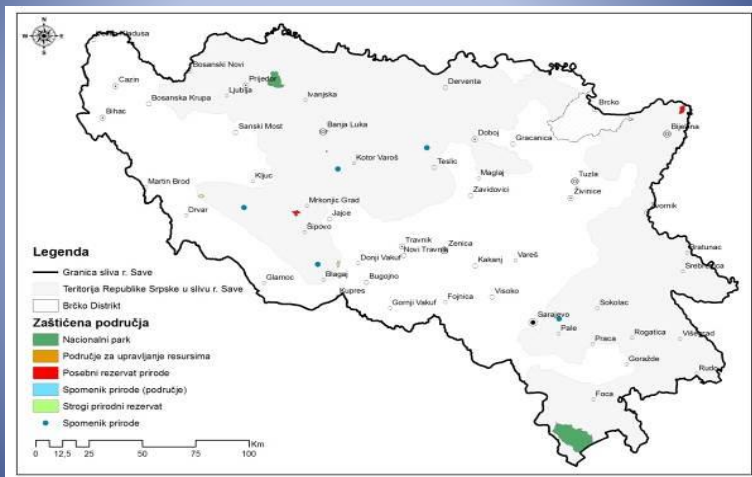 N
W
E
S
Kladusa
Bosanski Novi
Cazin
Prijedor
Ljubija
Ivanjska
Derventa
Brcko
Bosanska Krupa
Bihac
Bijeljina
Sanski Most
Banja Luka
Doboj
Gracanica
Kotor Varoš
Teslic
Tuzla
Maglaj
Martin Brod
Kljuc
Zavidovici
Živinice
Drvar
Mrkonjic Grad
Jajce
Zvornik
Šipovo
Travnik
Novi Travnik
Zenica
Vareš
Bratunac
Donji Vakuf
Kakanj
Srebrenica
Glamoc
Blagaj
Bugojno
Kupres
Visoko
Gornji Vakuf
Fojnica
Sokolac
Sarajevo
Pale
Praca
Rogatica
Višegrad
Goražde
Rudo
Foca
Legenda
Granica sliva r. Save
Teritorija Republike Srpske u slivu r. Save
Brčko Distrikt
Zaštićena područja
Nacionalni park
Područje za upravljanje resursima
Posebni rezervat prirode
Spomenik prirode (područje)
Strogi prirodni rezervat
Spomenik prirode
Km
0 12,5 25 50 75 100